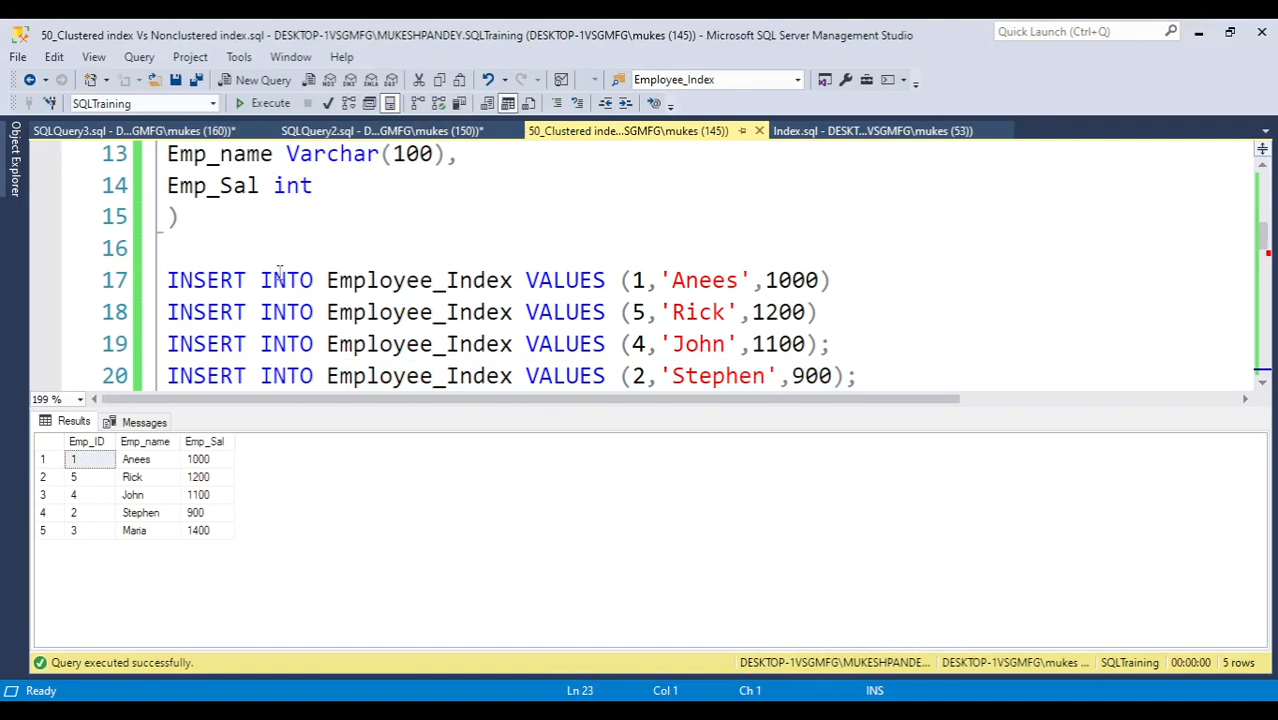 50_Clustered index Vs Nonclustered index.sql - DESKTOP-1VSGMFG\MUKESHPANDEY.SQLTraining (DESKTOP-1VSGMFG\mukes (145)) - Microsoft SQL Server Management Studio
Quick Launch (Ctrl+Q)
File Edit View Query Project Tools Window Help
New Query Employee_Index
SQLTraining Execute
SQLQuery3.sql - D...GMFG\mukes (160))* SQLQuery2.sql - D...GMFG\mukes (150))* 50_Clustered inde...SGMFG\mukes (145)) Index.sql - DESKT...VSGMFG\mukes (53))
Object Explorer
13 Emp_name Varchar(100),
14 Emp_Sal int
15 )
16
17 INSERT INTO Employee_Index VALUES (1,'Anees',1000)
18 INSERT INTO Employee_Index VALUES (5,'Rick',1200)
19 INSERT INTO Employee_Index VALUES (4,'John',1100);
20 INSERT INTO Employee_Index VALUES (2,'Stephen',900);
199 %
Results Messages
Emp_ID Emp_name Emp_Sal
1 1 Anees 1000
2 5 Rick 1200
3 4 John 1100
4 2 Stephen 900
5 3 Maria 1400
Query executed successfully. DESKTOP-1VSGMFG\MUKESHPANDE... DESKTOP-1VSGMFG\mukes ... SQLTraining 00:00:00 5 rows
Ready Ln 23 Col 1 Ch 1 INS